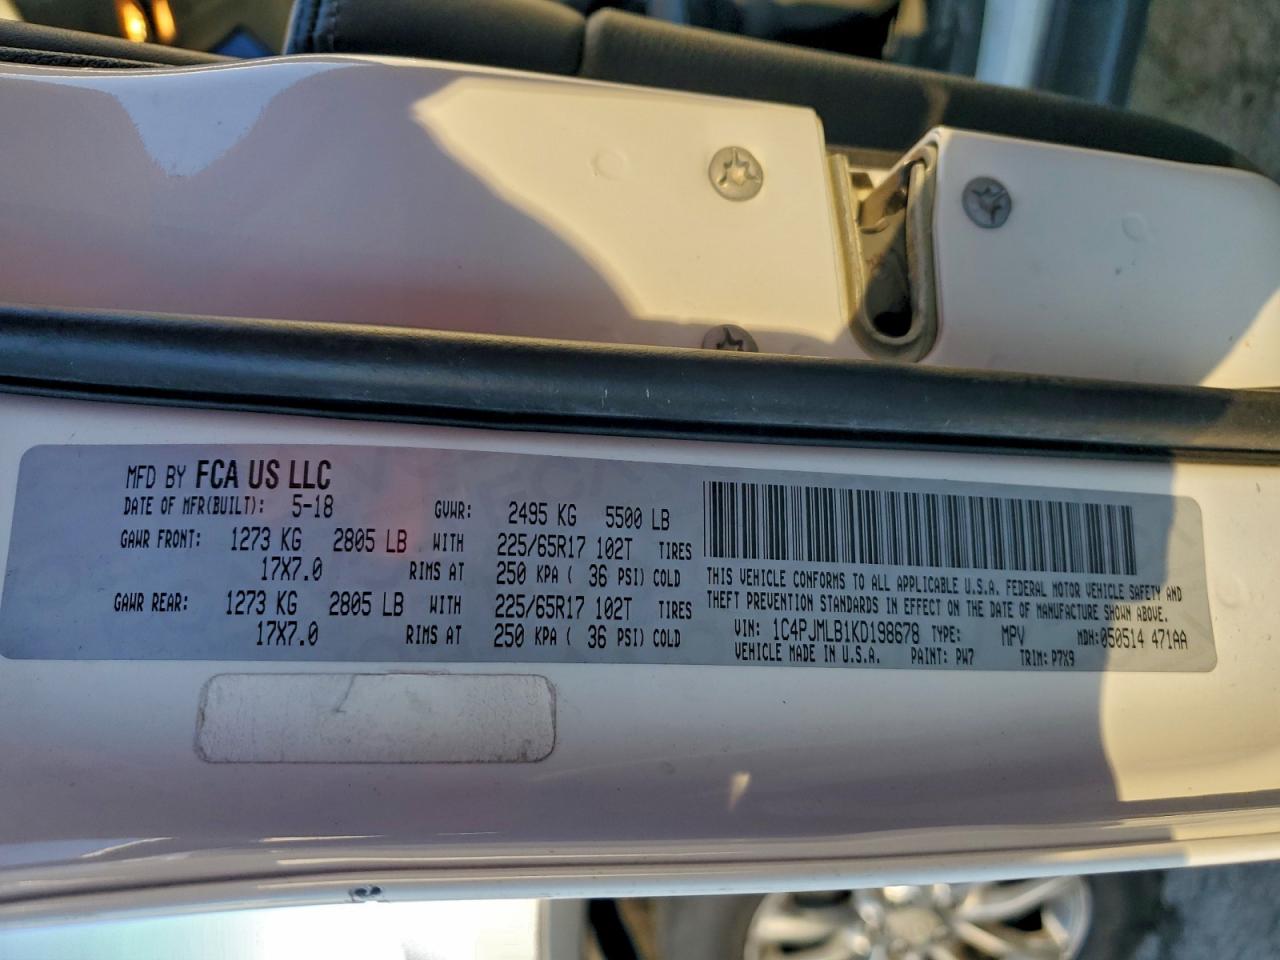 MFD BY FCA US LLC
DATE OF MFR(BUILT): 5-18 GVWR: 2495 KG 5500 LB
GAWR FRONT: 1273 KG 2805 LB WITH 225/65R17 102T TIRES
17X7.0 RIMS AT 250 KPA ( 36 PSI) COLD
GAWR REAR: 1273 KG 2805 LB WITH 225/65R17 102T TIRES
17X7.0 RIMS AT 250 KPA ( 36 PSI) COLD
THIS VEHICLE CONFORMS TO ALL APPLICABLE U.S.A. FEDERAL MOTOR VEHICLE SAFETY AND
THEFT PREVENTION STANDARDS IN EFFECT ON THE DATE OF MANUFACTURE SHOWN ABOVE.
VIN: 1C4PJMLB1KD198678 TYPE: MPV MDH:050514 471AA
VEHICLE MADE IN U.S.A. PAINT: PW7 TRIM: P7X9